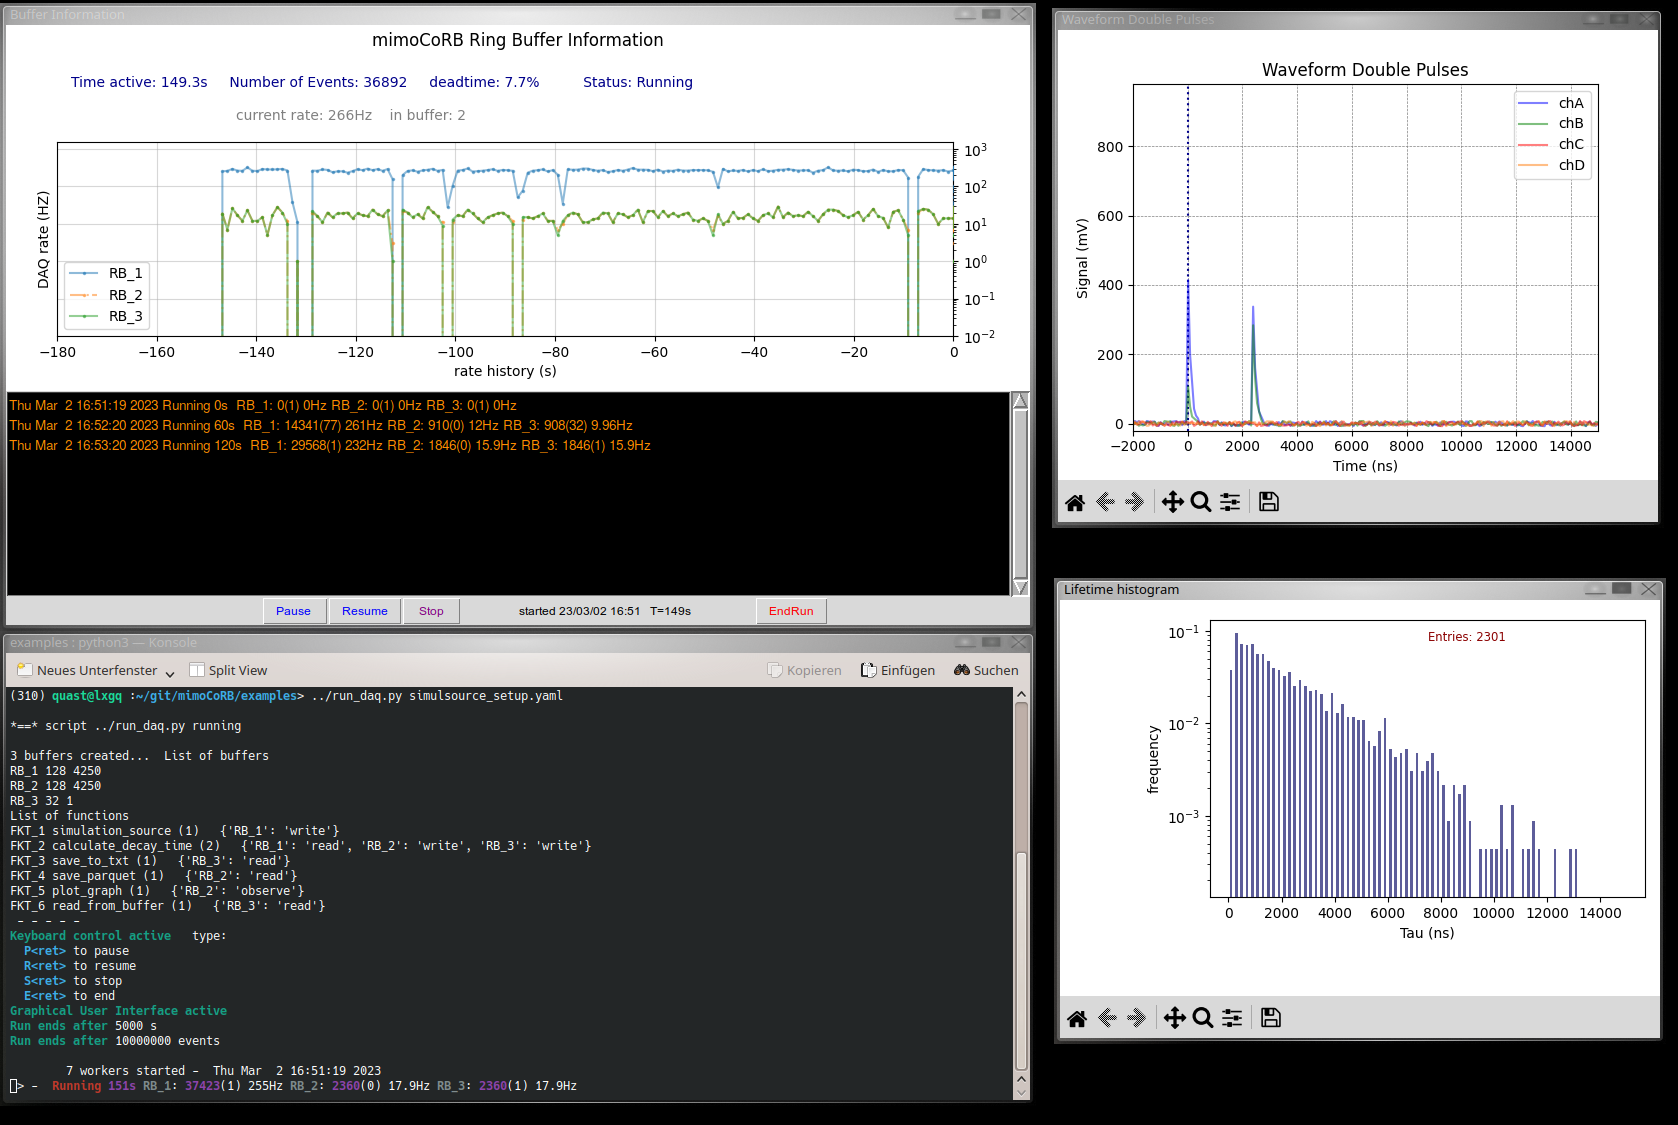 Buffer Information
mimoCoRB Ring Buffer Information
Time active: 149.3s Number of Events: 36892 deadtime: 7.7% Status: Running
current rate: 266Hz in buffer: 2
DAQ rate (HZ)
10³
10²
10¹
10⁰
10⁻¹
10⁻²
RB_1
RB_2
RB_3
−180 −160 −140 −120 −100 −80 −60 −40 −20 0
rate history (s)
Thu Mar 2 16:51:19 2023 Running 0s RB_1: 0(1) 0Hz RB_2: 0(1) 0Hz RB_3: 0(1) 0Hz
Thu Mar 2 16:52:20 2023 Running 60s RB_1: 14341(77) 261Hz RB_2: 910(0) 12Hz RB_3: 908(32) 9.96Hz
Thu Mar 2 16:53:20 2023 Running 120s RB_1: 29568(1) 232Hz RB_2: 1846(0) 15.9Hz RB_3: 1846(1) 15.9Hz
Pause Resume Stop started 23/03/02 16:51 T=149s EndRun
examples : python3 — Konsole
Neues Unterfenster Split View Kopieren Einfügen Suchen
(310) quast@lxgq :~/git/mimoCoRB/examples> ../run_daq.py simulsource_setup.yaml
*==* script ../run_daq.py running
3 buffers created... List of buffers
RB_1 128 4250
RB_2 128 4250
RB_3 32 1
List of functions
FKT_1 simulation_source (1) {'RB_1': 'write'}
FKT_2 calculate_decay_time (2) {'RB_1': 'read', 'RB_2': 'write', 'RB_3': 'write'}
FKT_3 save_to_txt (1) {'RB_3': 'read'}
FKT_4 save_parquet (1) {'RB_2': 'read'}
FKT_5 plot_graph (1) {'RB_2': 'observe'}
FKT_6 read_from_buffer (1) {'RB_3': 'read'}
- - - - -
Keyboard control active type:
P<ret> to pause
R<ret> to resume
S<ret> to stop
E<ret> to end
Graphical User Interface active
Run ends after 5000 s
Run ends after 10000000 events
7 workers started - Thu Mar 2 16:51:19 2023
> - Running 151s RB_1: 37423(1) 255Hz RB_2: 2360(0) 17.9Hz RB_3: 2360(1) 17.9Hz
Waveform Double Pulses
Waveform Double Pulses
Signal (mV)
800
600
400
200
0
chA
chB
chC
chD
−2000 0 2000 4000 6000 8000 10000 12000 14000
Time (ns)
Lifetime histogram
Entries: 2301
frequency
10⁻¹
10⁻²
10⁻³
0 2000 4000 6000 8000 10000 12000 14000
Tau (ns)